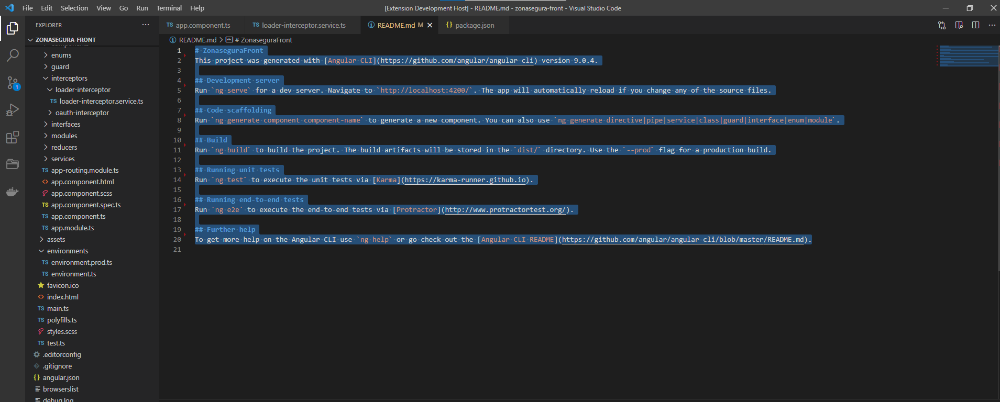 File Edit Selection View Go Run Terminal Help
[Extension Development Host] - README.md - zonasegura-front - Visual Studio Code
EXPLORER
ZONASEGURA-FRONT
components
enums
guard
interceptors
loader-interceptor
TS loader-interceptor.service.ts
oauth-interceptor
interfaces
modules
reducers
services
TS app-routing.module.ts
<> app.component.html
app.component.scss
TS app.component.spec.ts
TS app.component.ts
TS app.module.ts
assets
environments
TS environment.prod.ts
TS environment.ts
favicon.ico
<> index.html
TS main.ts
TS polyfills.ts
styles.scss
TS test.ts
.editorconfig
.gitignore
{} angular.json
browserslist
debug.log
1
TS app.component.ts
TS loader-interceptor.service.ts
README.md M
{} package.json
README.md > abc # ZonaseguraFront
1 # ZonaseguraFront
2 This project was generated with [Angular CLI](https://github.com/angular/angular-cli) version 9.0.4.
3
4 ## Development server
5 Run `ng serve` for a dev server. Navigate to `http://localhost:4200/`. The app will automatically reload if you change any of the source files.
6
7 ## Code scaffolding
8 Run `ng generate component component-name` to generate a new component. You can also use `ng generate directive|pipe|service|class|guard|interface|enum|module`.
9
10 ## Build
11 Run `ng build` to build the project. The build artifacts will be stored in the `dist/` directory. Use the `--prod` flag for a production build.
12
13 ## Running unit tests
14 Run `ng test` to execute the unit tests via [Karma](https://karma-runner.github.io).
15
16 ## Running end-to-end tests
17 Run `ng e2e` to execute the end-to-end tests via [Protractor](http://www.protractortest.org/).
18
19 ## Further help
20 To get more help on the Angular CLI use `ng help` or go check out the [Angular CLI README](https://github.com/angular/angular-cli/blob/master/README.md).
21